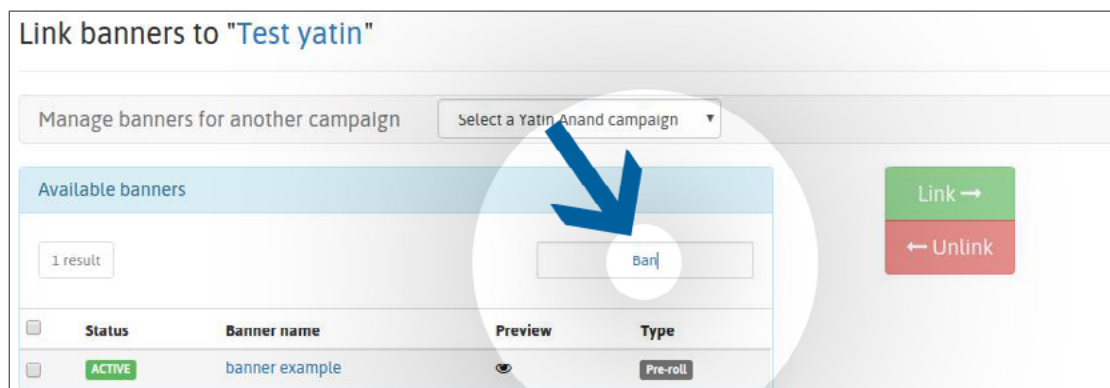 Link banners to "Test yatin"
Manage banners for another campaign
Select a Yatin Anand campaign
Available banners
Link →
← Unlink
1 result
Ban
Status Banner name Preview Type
ACTIVE banner example Pre-roll